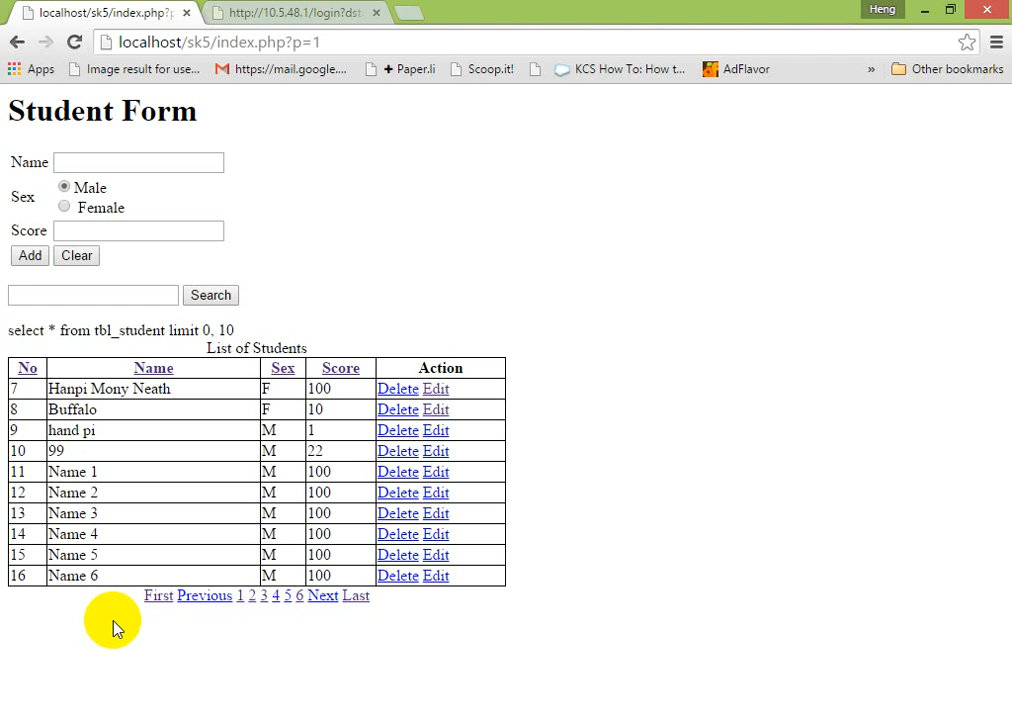 localhost/sk5/index.php?p
http://10.5.48.1/login?dst
Heng
localhost/sk5/index.php?p=1
Apps Image result for use... https://mail.google.... + Paper.li Scoop.it! KCS How To: How t... AdFlavor » Other bookmarks
Student Form
Name
Sex
Male
Female
Score
Add Clear
Search
select * from tbl_student limit 0, 10
List of Students
No Name Sex Score Action
7 Hanpi Mony Neath F 100 Delete Edit
8 Buffalo F 10 Delete Edit
9 hand pi M 1 Delete Edit
10 99 M 22 Delete Edit
11 Name 1 M 100 Delete Edit
12 Name 2 M 100 Delete Edit
13 Name 3 M 100 Delete Edit
14 Name 4 M 100 Delete Edit
15 Name 5 M 100 Delete Edit
16 Name 6 M 100 Delete Edit
First Previous 1 2 3 4 5 6 Next Last